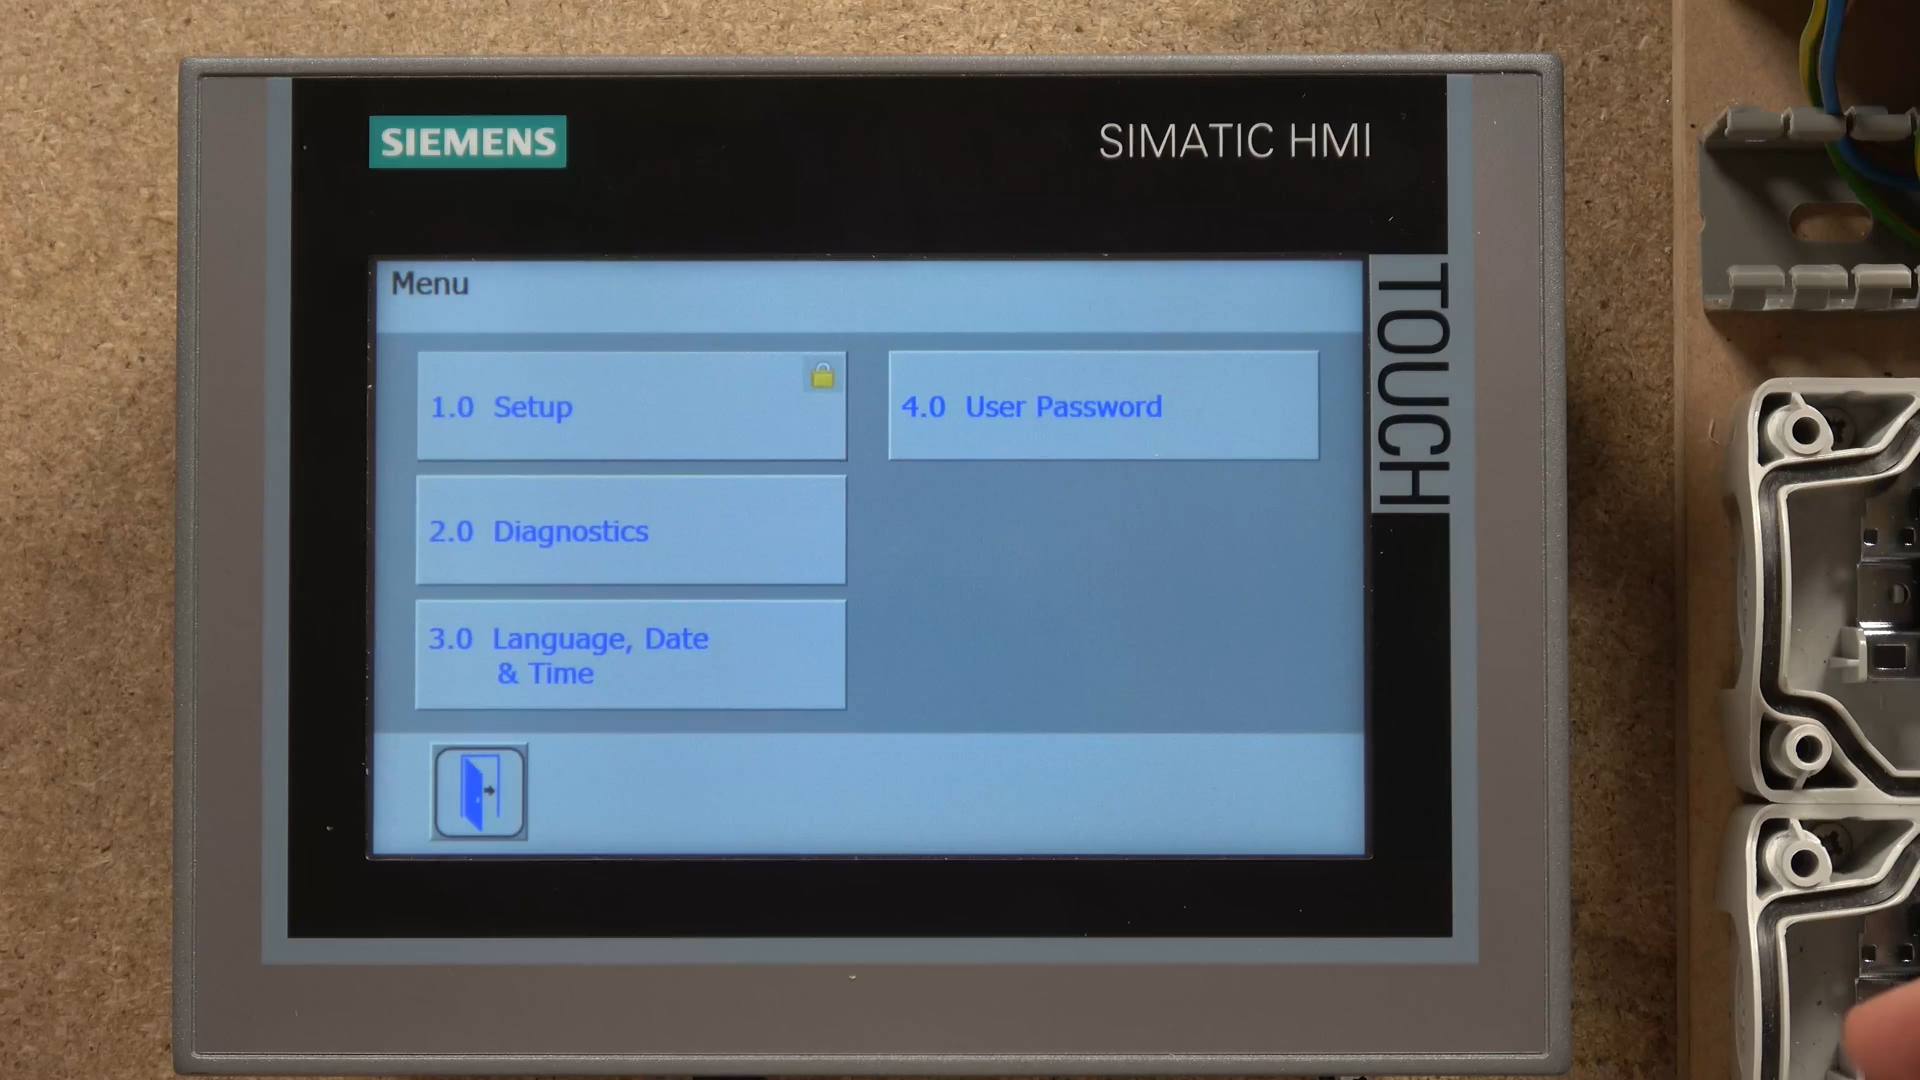 SIEMENS
SIMATIC HMI
TOUCH
Menu
1.0 Setup
4.0 User Password
2.0 Diagnostics
3.0 Language, Date
& Time